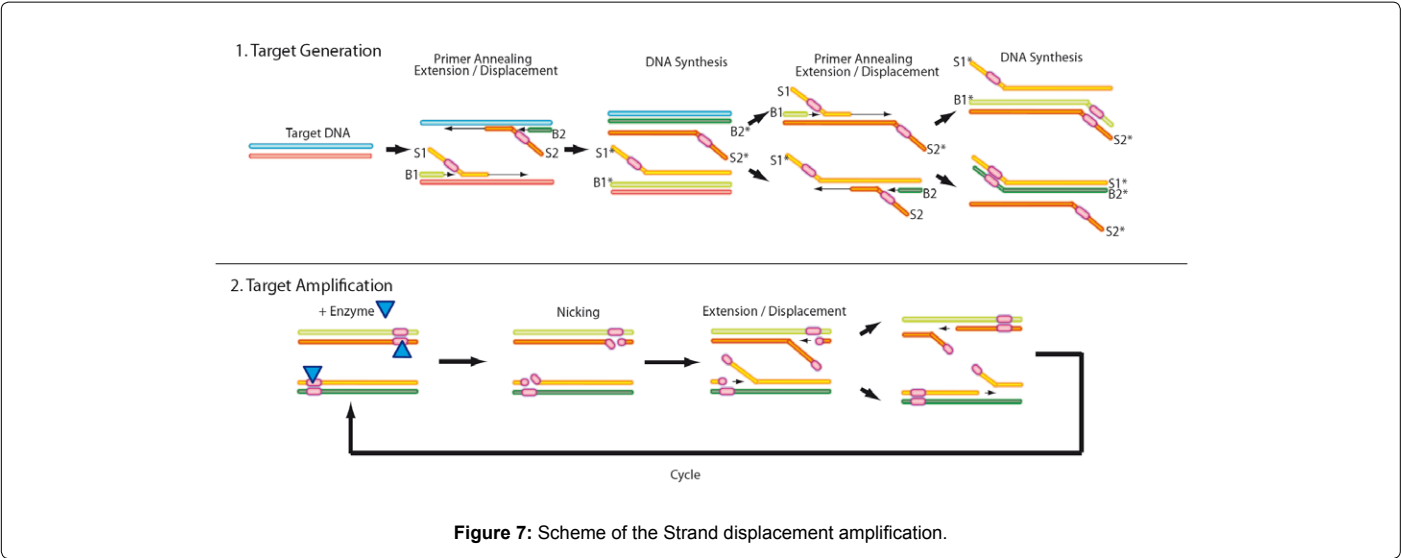 1. Target Generation
Primer Annealing
Extension / Displacement
DNA Synthesis
Primer Annealing
Extension / Displacement
DNA Synthesis
Target DNA
S1
B1
B2
S2
B2*
S2*
S1*
B1*
S1
B1
S2*
S1*
B2
S2
S1*
B1*
S2*
S1*
B2*
S2*
2. Target Amplification
+ Enzyme
Nicking
Extension / Displacement
Cycle
Figure 7: Scheme of the Strand displacement amplification.